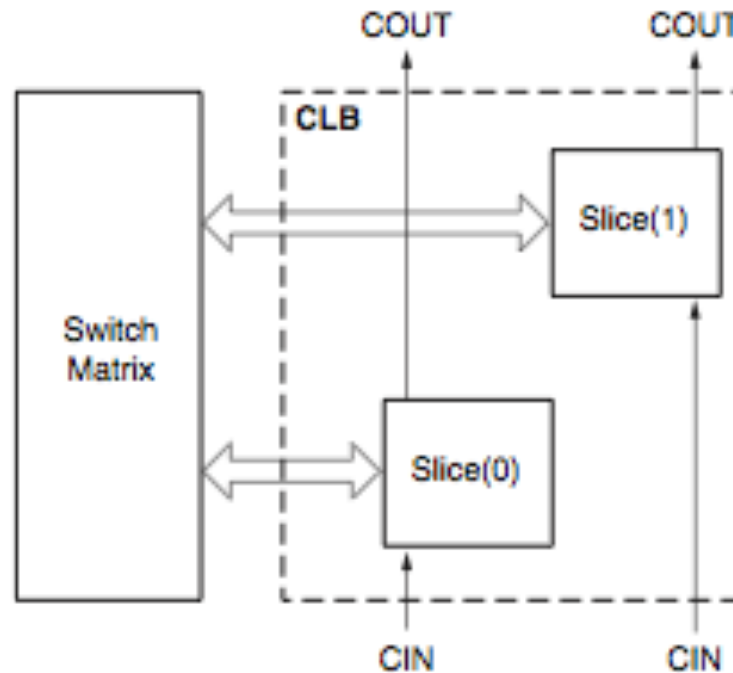 COUT
COUT
CLB
Slice(1)
Switch
Matrix
Slice(0)
CIN
CIN